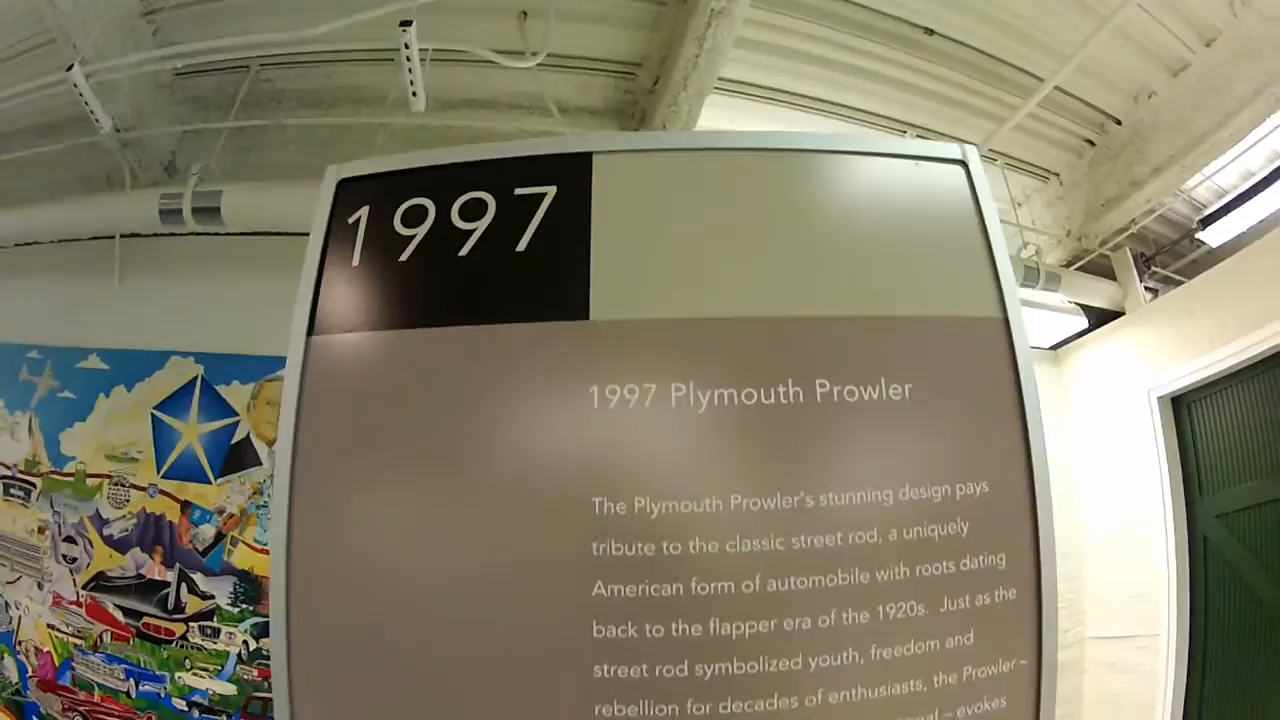 1997
1997 Plymouth Prowler
The Plymouth Prowler's stunning design pays
tribute to the classic street rod, a uniquely
American form of automobile with roots dating
back to the flapper era of the 1920s. Just as the
street rod symbolized youth, freedom and
rebellion for decades of enthusiasts, the Prowler –
– evokes